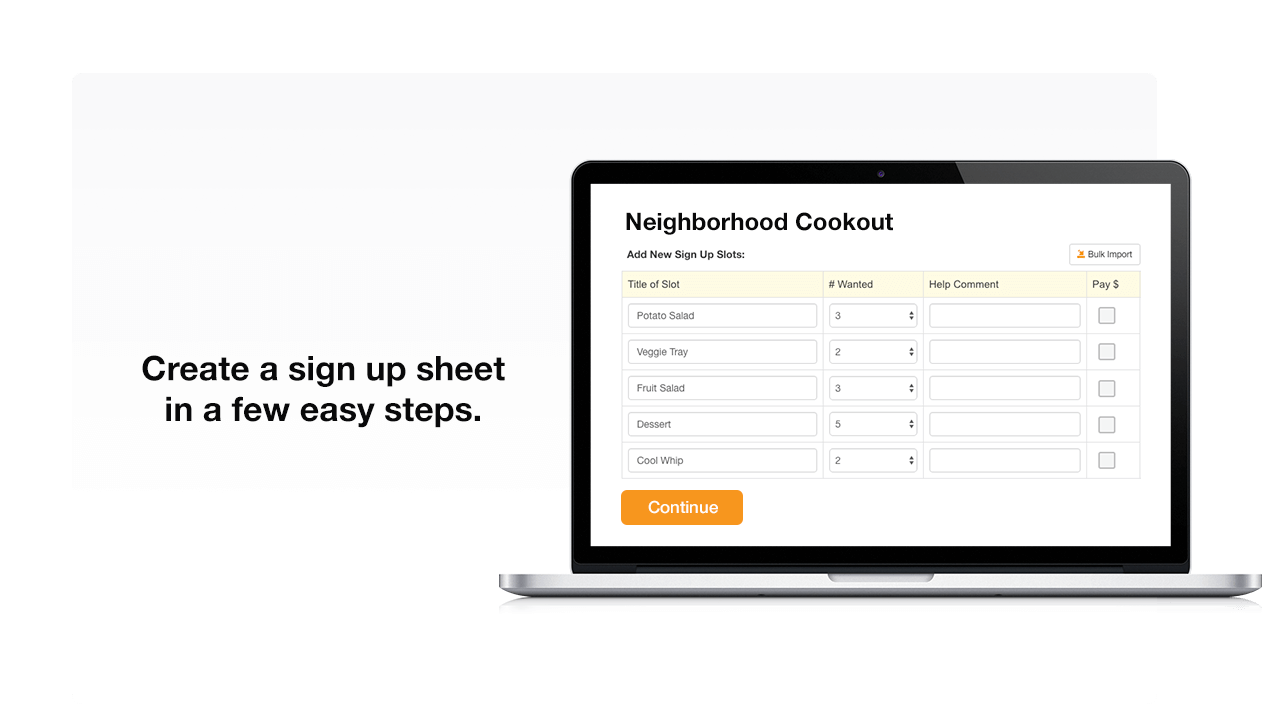 Create a sign up sheet
in a few easy steps.
Neighborhood Cookout
Add New Sign Up Slots:
Bulk Import
Title of Slot # Wanted Help Comment Pay $
Potato Salad 3
Veggie Tray 2
Fruit Salad 3
Dessert 5
Cool Whip 2
Continue